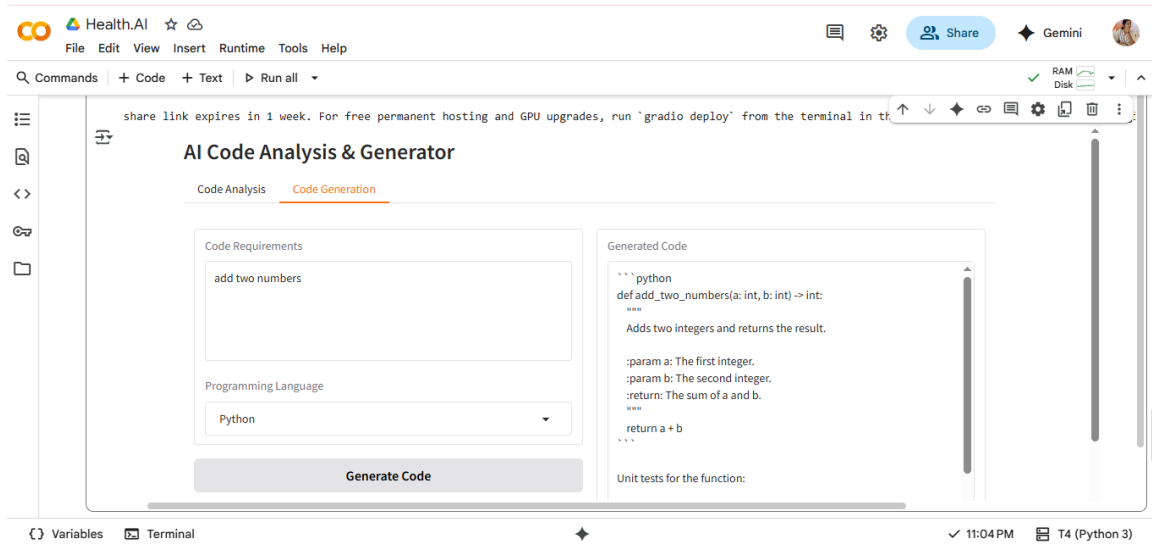 Health.AI
File Edit View Insert Runtime Tools Help
Share
Gemini
Commands + Code + Text Run all
RAM
Disk
share link expires in 1 week. For free permanent hosting and GPU upgrades, run `gradio deploy` from the terminal in
AI Code Analysis & Generator
Code Analysis Code Generation
Code Requirements
add two numbers
Programming Language
Python
Generate Code
Generated Code
```python
def add_two_numbers(a: int, b: int) -> int:
"""
Adds two integers and returns the result.
:param a: The first integer.
:param b: The second integer.
:return: The sum of a and b.
"""
return a + b
```
Unit tests for the function:
{} Variables Terminal
11:04 PM T4 (Python 3)